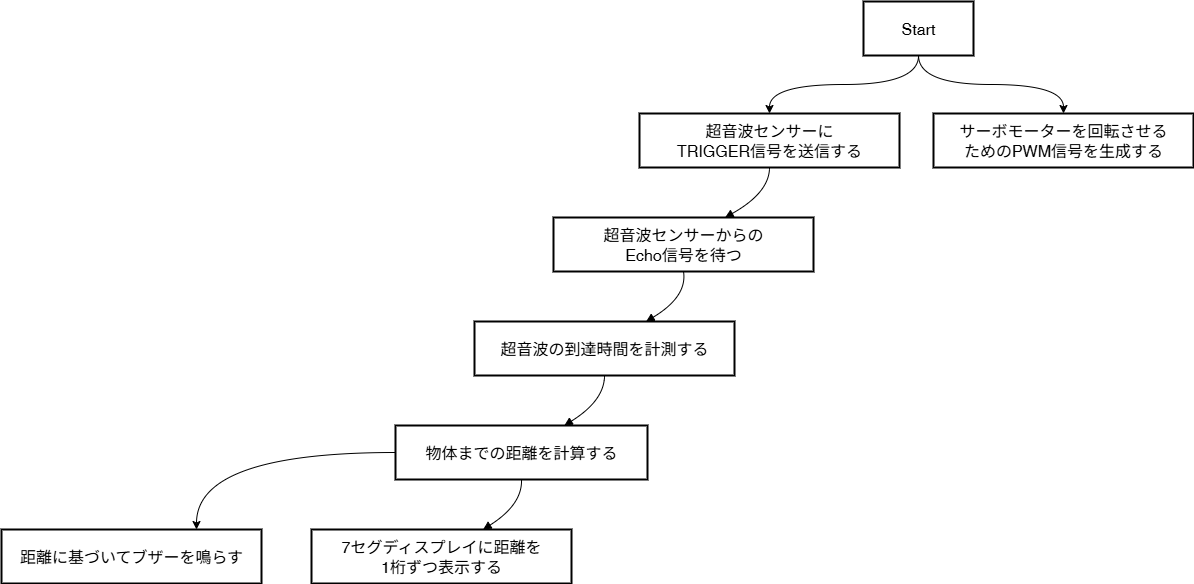 Start
超音波センサーに
TRIGGER信号を送信する
サーボモーターを回転させる
ためのPWM信号を生成する
超音波センサーからの
Echo信号を待つ
超音波の到達時間を計測する
物体までの距離を計算する
距離に基づいてブザーを鳴らす
7セグディスプレイに距離を
1桁ずつ表示する